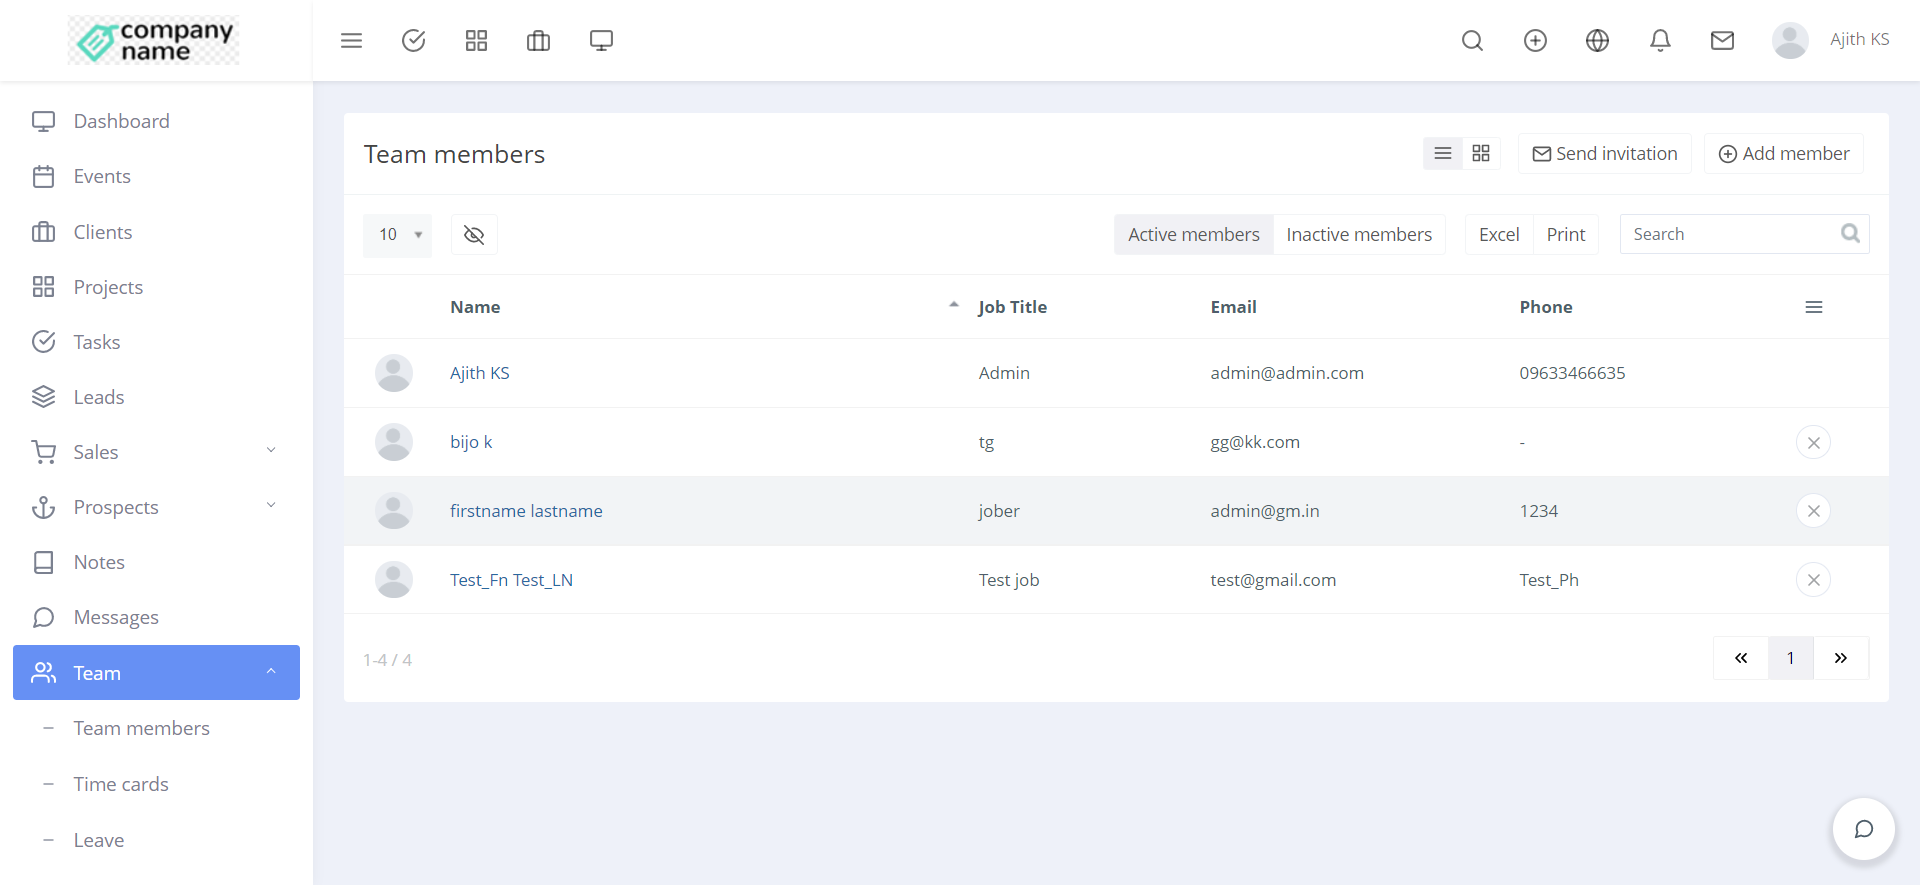 company
name
Ajith KS
Dashboard
Events
Clients
Projects
Tasks
Leads
Sales
Prospects
Notes
Messages
Team
Team members
Time cards
Leave
Team members
Send invitation
Add member
10
Active members
Inactive members
Excel
Print
Search
Name Job Title Email Phone
Ajith KS Admin admin@admin.com 09633466635
bijo k tg gg@kk.com -
firstname lastname jober admin@gm.in 1234
Test_Fn Test_LN Test job test@gmail.com Test_Ph
1-4 / 4
« 1 »